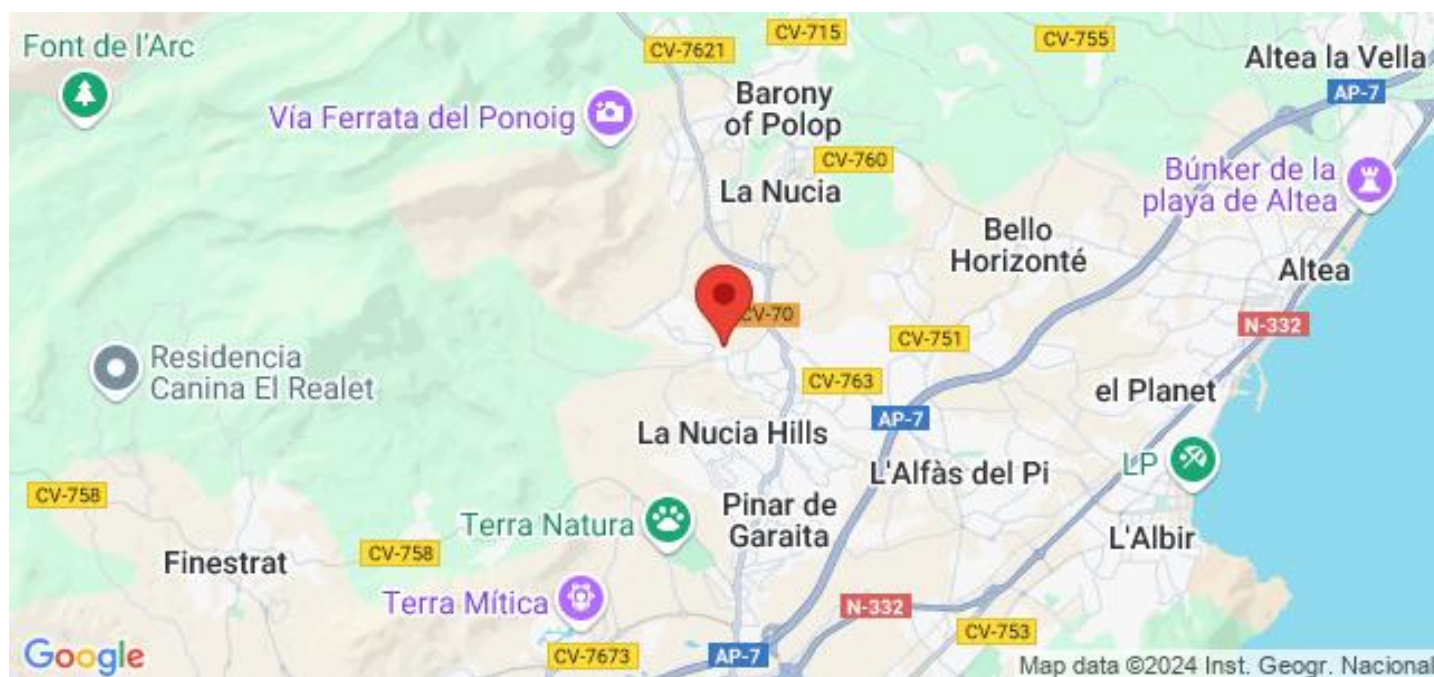 Font de l'Arc
CV-7621
CV-715
CV-755
Altea la Vella
AP-7
Vía Ferrata del Ponoig
Barony
of Polop
CV-760
La Nucia
Búnker de la
playa de Altea
Bello
Horizonté
Altea
CV-70
N-332
CV-751
Residencia
Canina El Realet
CV-763
el Planet
AP-7
La Nucia Hills
L'Alfàs del Pi
LP
CV-758
Terra Natura
Pinar de
Garaita
L'Albir
Finestrat
CV-758
Terra Mítica
N-332
CV-753
Google
CV-7673
AP-7
Map data ©2024 Inst. Geogr. Nacional